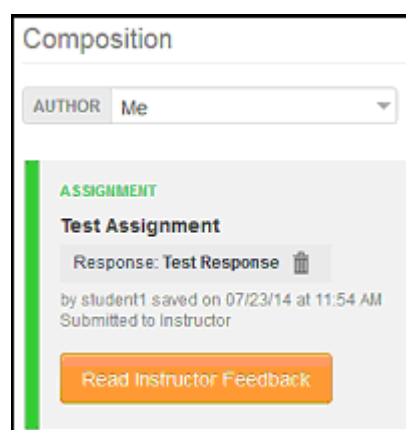 Composition
AUTHOR Me
ASSIGNMENT
Test Assignment
Response: Test Response
by student1 saved on 07/23/14 at 11:54 AM
Submitted to Instructor
Read Instructor Feedback